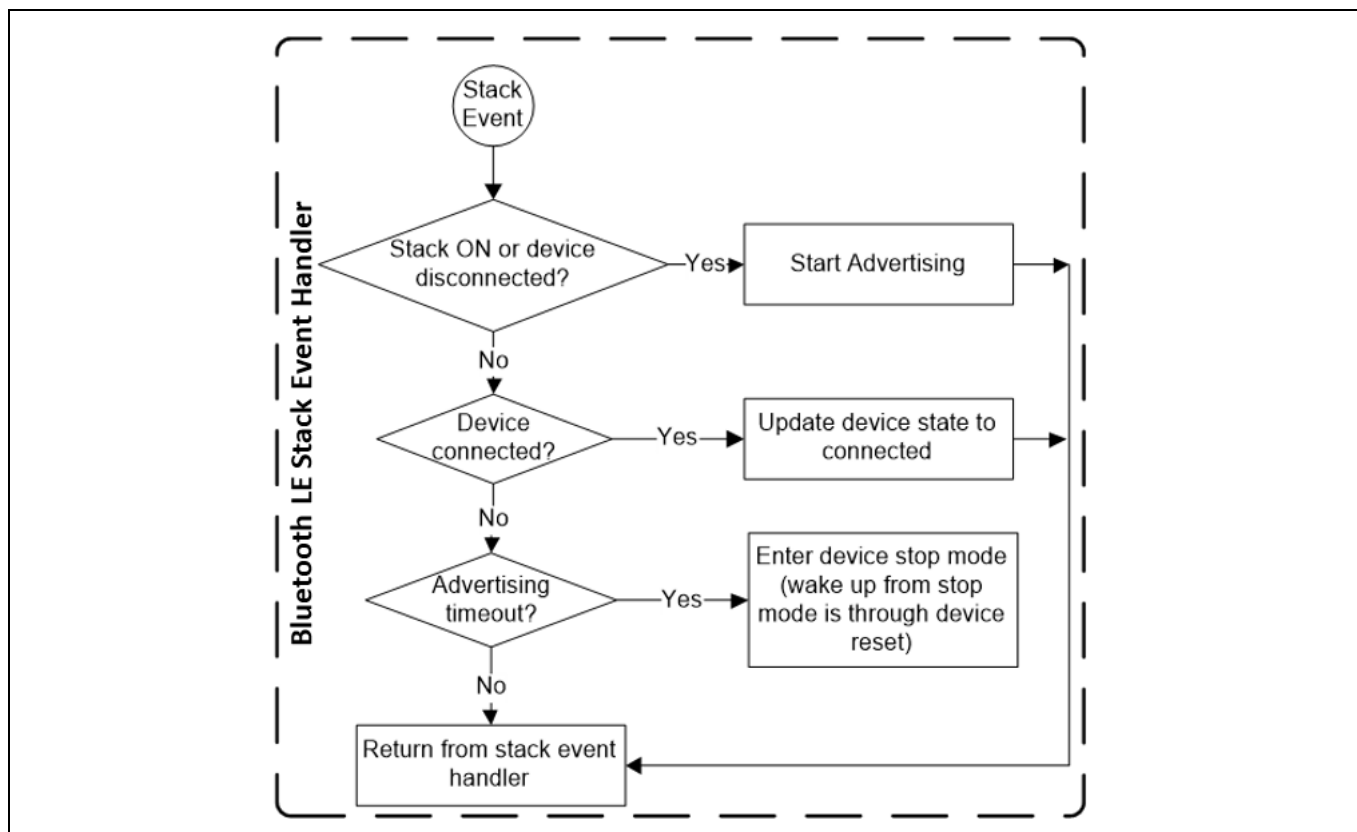 Bluetooth LE Stack Event Handler
Stack
Event
Stack ON or device
disconnected?
Yes
Start Advertising
No
Device
connected?
Yes
Update device state to
connected
No
Advertising
timeout?
Yes
Enter device stop mode
(wake up from stop
mode is through device
reset)
No
Return from stack event
handler